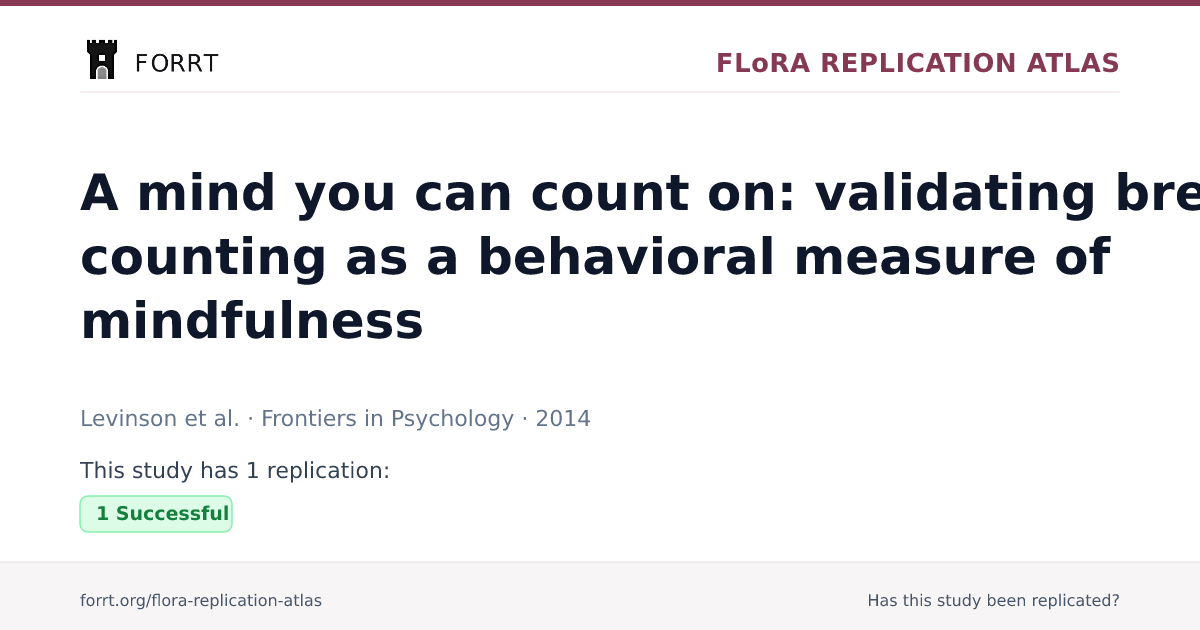 FORRT
FLoRA REPLICATION ATLAS
A mind you can count on: validating bre
counting as a behavioral measure of
mindfulness
Levinson et al. · Frontiers in Psychology · 2014
This study has 1 replication:
1 Successful
forrt.org/flora-replication-atlas
Has this study been replicated?